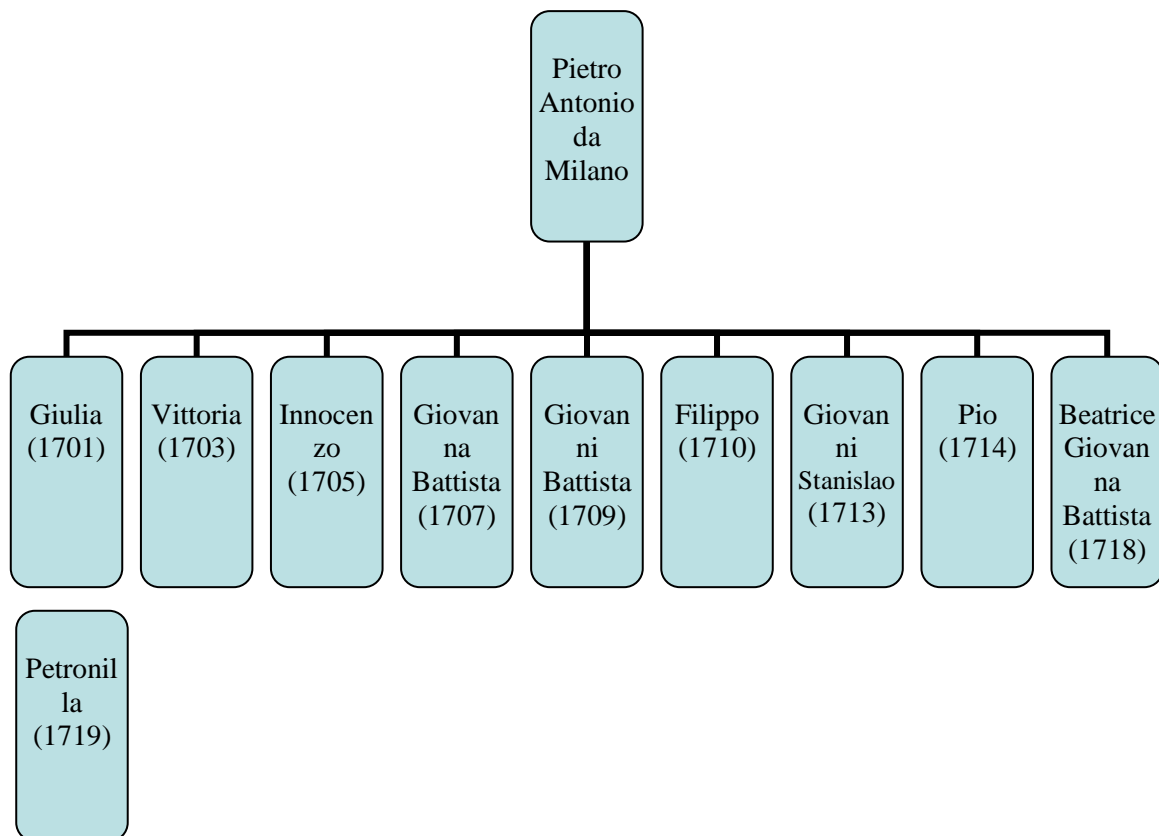 Pietro
Antonio
da
Milano
Giulia
(1701)
Vittoria
(1703)
Innocen
zo
(1705)
Giovan
na
Battista
(1707)
Giovan
ni
Battista
(1709)
Filippo
(1710)
Giovan
ni
Stanislao
(1713)
Pio
(1714)
Beatrice
Giovan
na
Battista
(1718)
Petronil
la
(1719)